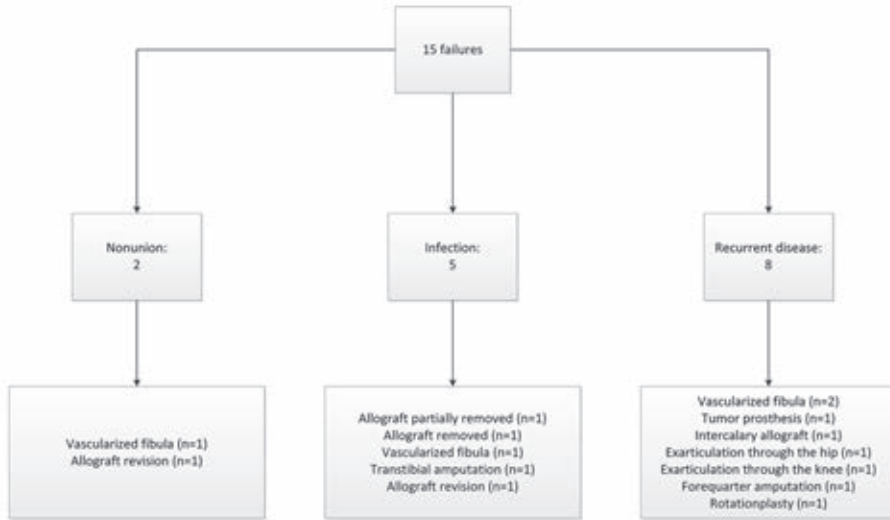 15 failures
Nonunion:
2
Infection:
5
Recurrent disease:
8
Vascularized fibula (n=1)
Allograft revision (n=1)
Allograft partially removed (n=1)
Allograft removed (n=1)
Vascularized fibula (n=1)
Transtibial amputation (n=1)
Allograft revision (n=1)
Vascularized fibula (n=2)
Tumor prosthesis (n=1)
Intercalary allograft (n=1)
Exarticulation through the hip (n=1)
Exarticulation through the knee (n=1)
Forequarter amputation (n=1)
Rotationplasty (n=1)